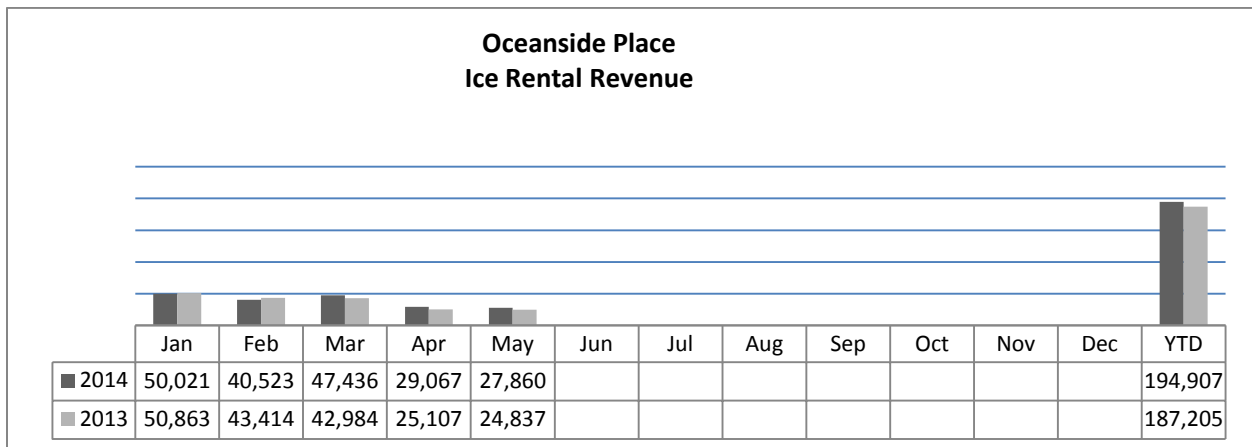 Oceanside Place
Ice Rental Revenue
Jan Feb Mar Apr May Jun Jul Aug Sep Oct Nov Dec YTD
2014 50,021 40,523 47,436 29,067 27,860 194,907
2013 50,863 43,414 42,984 25,107 24,837 187,205